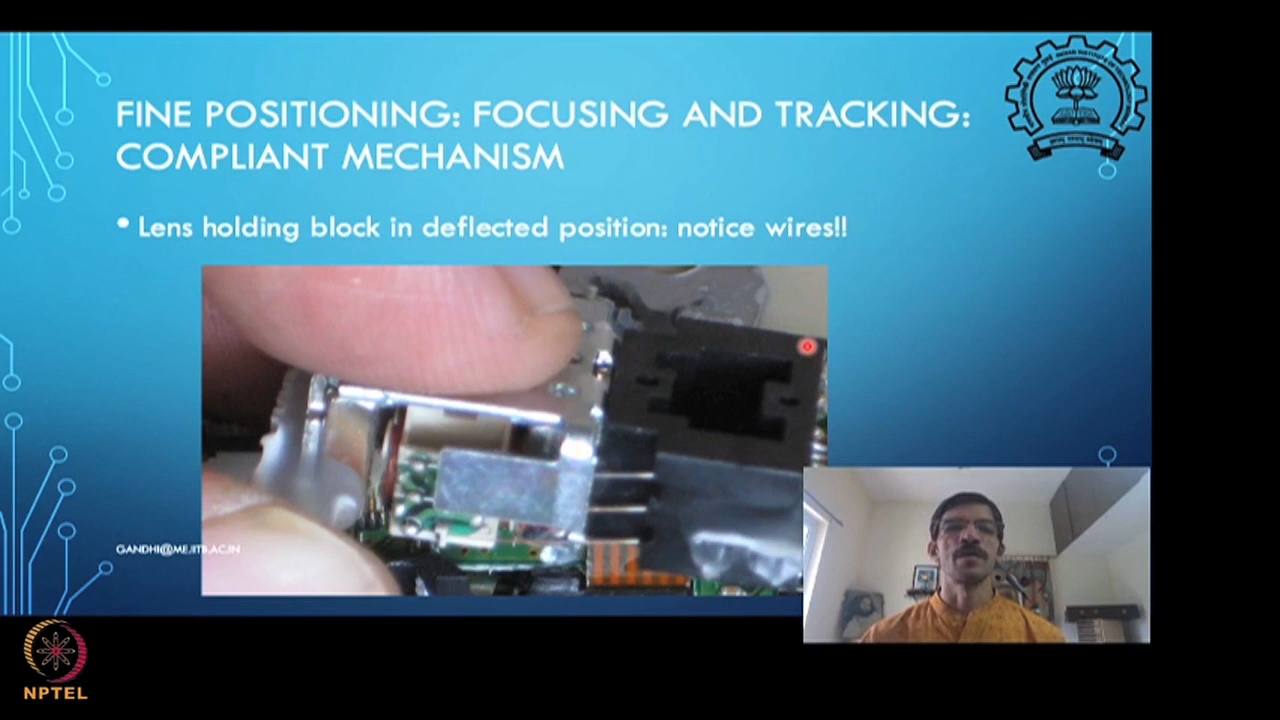 FINE POSITIONING: FOCUSING AND TRACKING:
COMPLIANT MECHANISM
• Lens holding block in deflected position: notice wires!!
GANDHI@ME.IITB.AC.IN
NPTEL